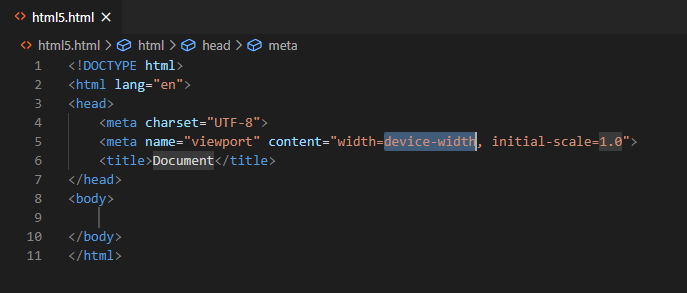 html5.html ×
html5.html > html > head > meta
1 <!DOCTYPE html>
2 <html lang="en">
3 <head>
4     <meta charset="UTF-8">
5     <meta name="viewport" content="width=device-width, initial-scale=1.0">
6     <title>Document</title>
7 </head>
8 <body>
9
10 </body>
11 </html>